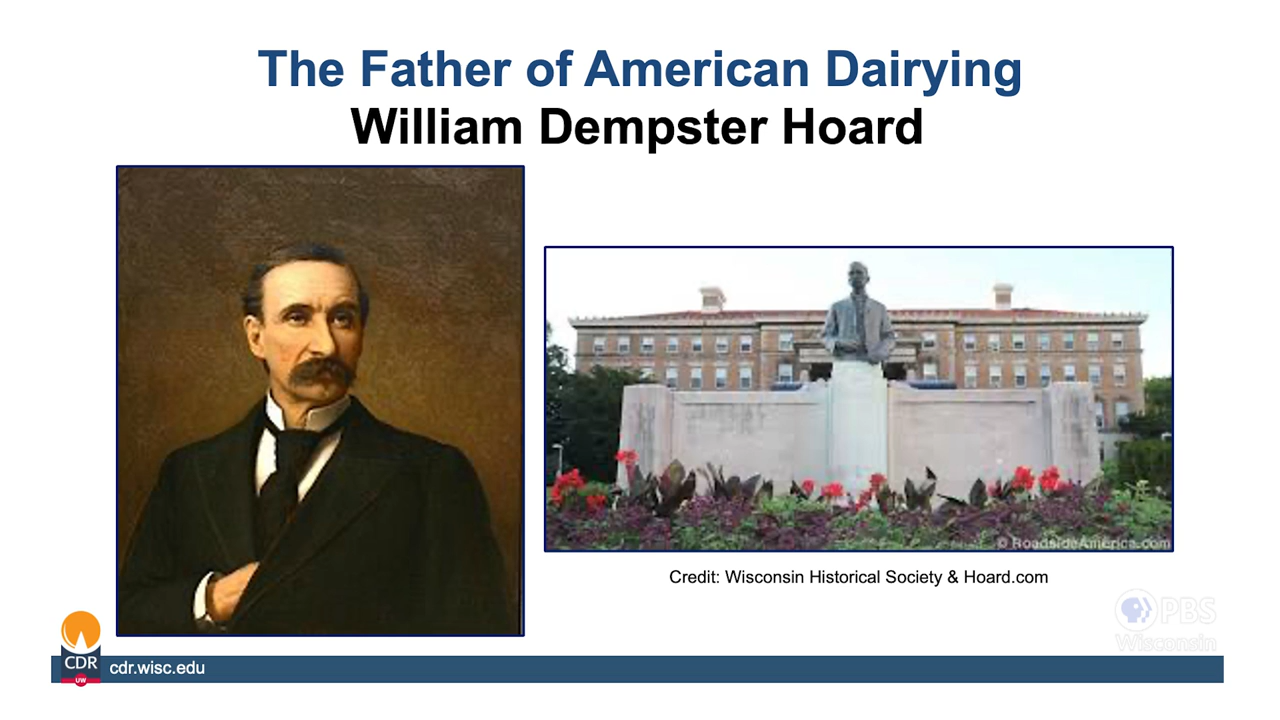 The Father of American Dairying
William Dempster Hoard
© RoadsideAmerica.com
Credit: Wisconsin Historical Society & Hoard.com
PBS
Wisconsin
CDR
UW
cdr.wisc.edu